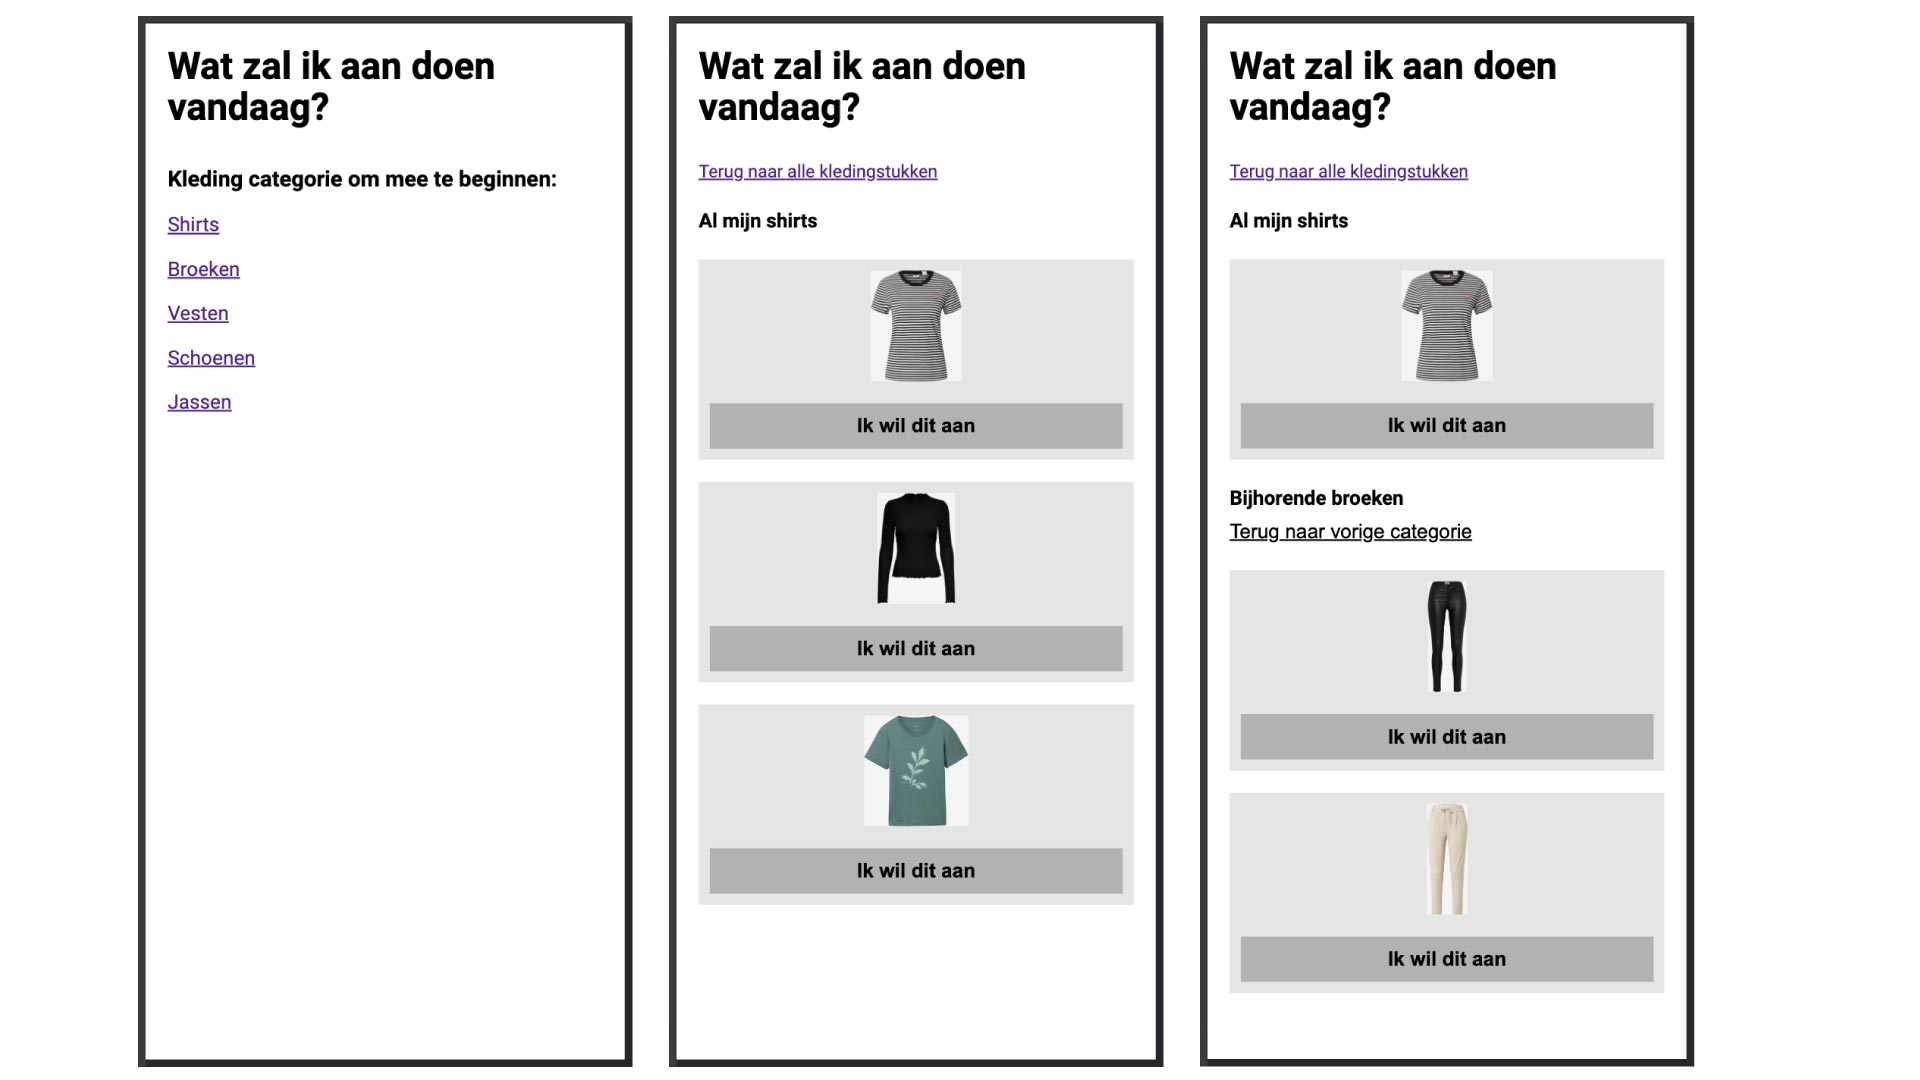 Wat zal ik aan doen
vandaag?
Kleding categorie om mee te beginnen:
Shirts
Broeken
Vesten
Schoenen
Jassen
Wat zal ik aan doen
vandaag?
Terug naar alle kledingstukken
Al mijn shirts
Ik wil dit aan
Ik wil dit aan
Ik wil dit aan
Wat zal ik aan doen
vandaag?
Terug naar alle kledingstukken
Al mijn shirts
Ik wil dit aan
Bijhorende broeken
Terug naar vorige categorie
Ik wil dit aan
Ik wil dit aan